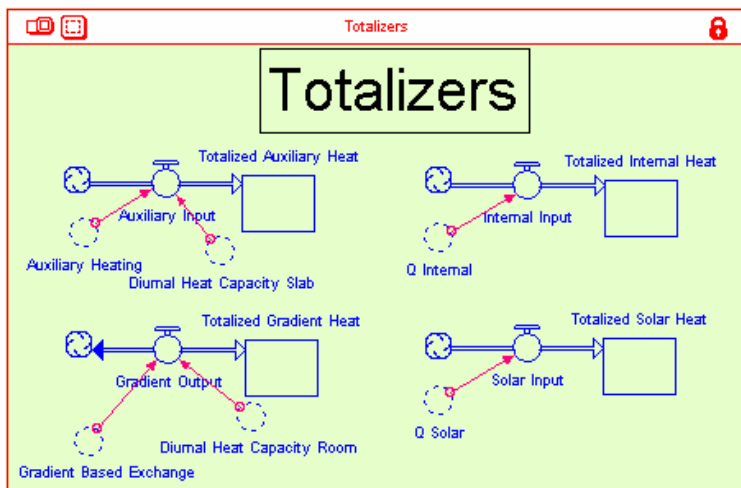 Totalizers
Totalizers
Totalized Auxiliary Heat
Auxiliary Input
Auxiliary Heating
Diurnal Heat Capacity Slab
Totalized Internal Heat
Internal Input
Q Internal
Totalized Gradient Heat
Gradient Output
Diurnal Heat Capacity Room
Gradient Based Exchange
Totalized Solar Heat
Solar Input
Q Solar